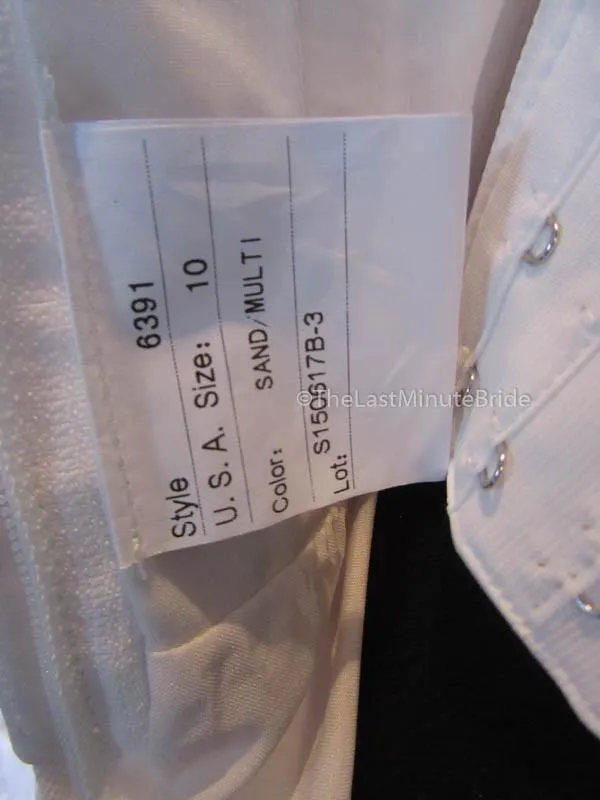 Style 6391
U. S. A. Size: 10
Color: SAND/MULTI
Lot: S150617B-3
©TheLastMinuteBride